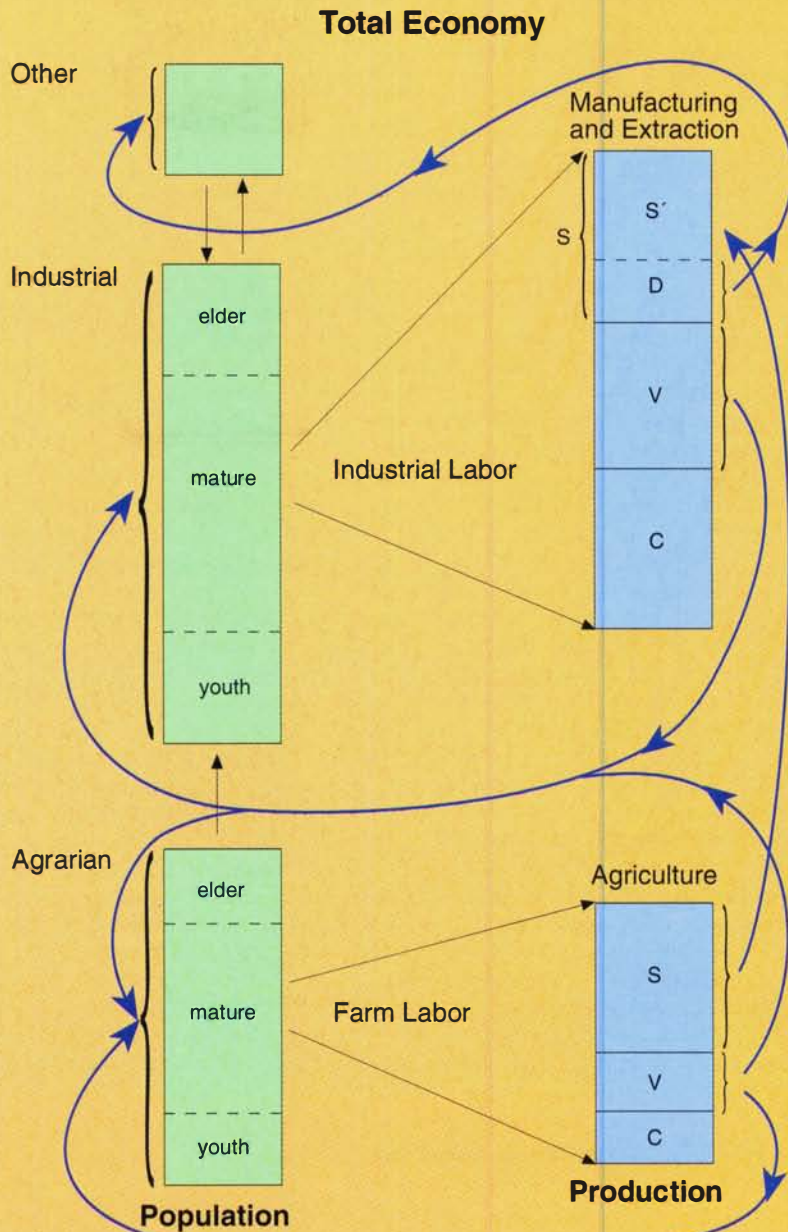 Total Economy
Other
Manufacturing
and Extraction
S
S´
D
V
C
Industrial
elder
mature
youth
Industrial Labor
Agrarian
elder
mature
youth
Farm Labor
Agriculture
S
V
C
Population
Production